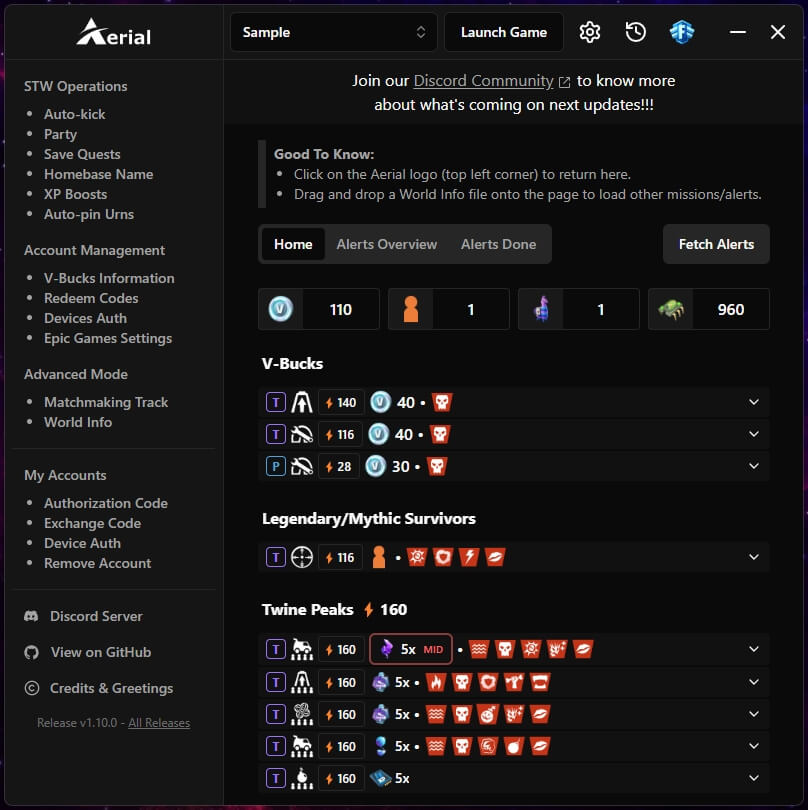 Aerial
Sample
Launch Game
STW Operations
Auto-kick
Party
Save Quests
Homebase Name
XP Boosts
Auto-pin Urns
Account Management
V-Bucks Information
Redeem Codes
Devices Auth
Epic Games Settings
Advanced Mode
Matchmaking Track
World Info
My Accounts
Authorization Code
Exchange Code
Device Auth
Remove Account
Discord Server
View on GitHub
Credits & Greetings
Release v1.10.0 - All Releases
Join our Discord Community to know more
about what's coming on next updates!!!
Good To Know:
Click on the Aerial logo (top left corner) to return here.
Drag and drop a World Info file onto the page to load other missions/alerts.
Home Alerts Overview Alerts Done Fetch Alerts
V 110 1 1 960
V-Bucks
T 140 V 40 •
T 116 V 40 •
P 28 V 30 •
Legendary/Mythic Survivors
T 116 •
Twine Peaks 160
T 160 5x MID •
T 160 5x •
T 160 5x •
T 160 5x •
T 160 5x